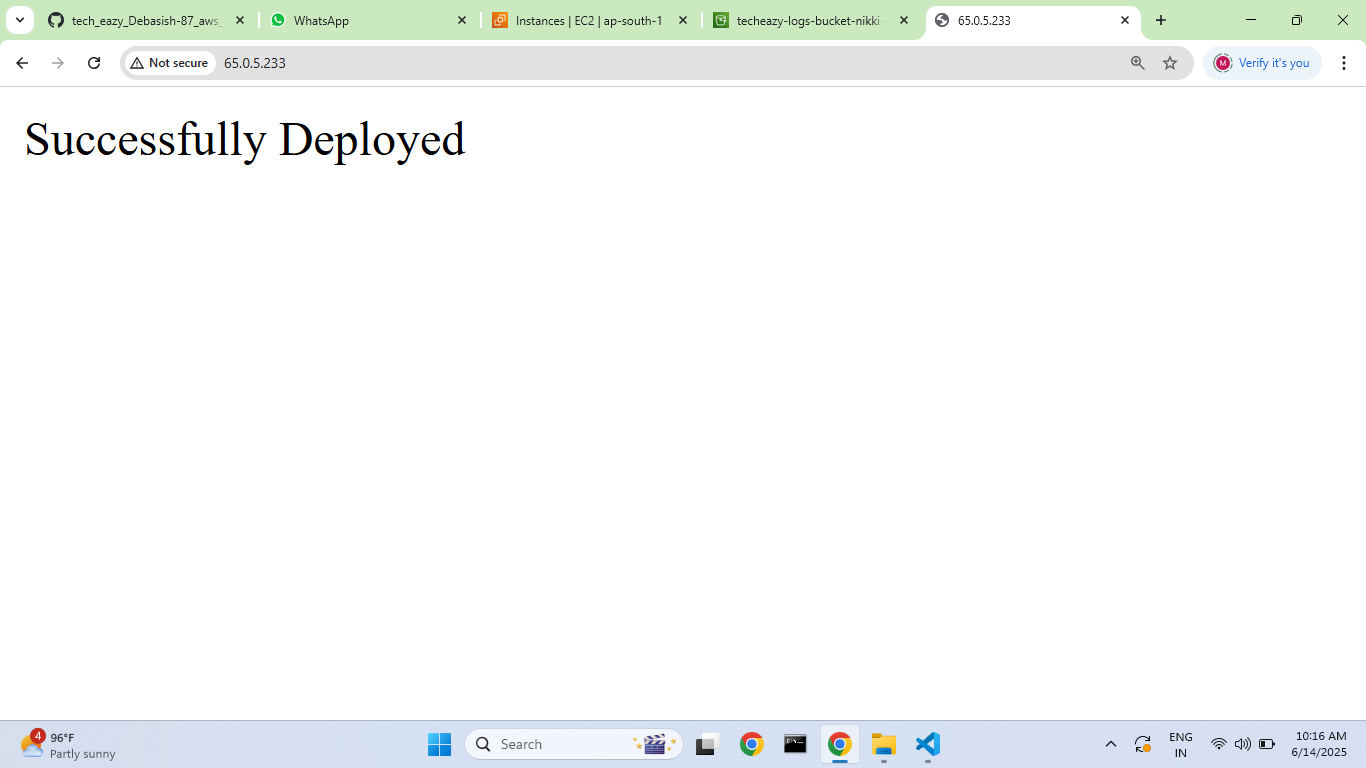 tech_eazy_Debasish-87_aws_
WhatsApp
Instances | EC2 | ap-south-1
techeazy-logs-bucket-nikki -
65.0.5.233
Not secure
65.0.5.233
M
Verify it's you
Successfully Deployed
4
96°F
Partly sunny
Search
ENG
IN
10:16 AM
6/14/2025